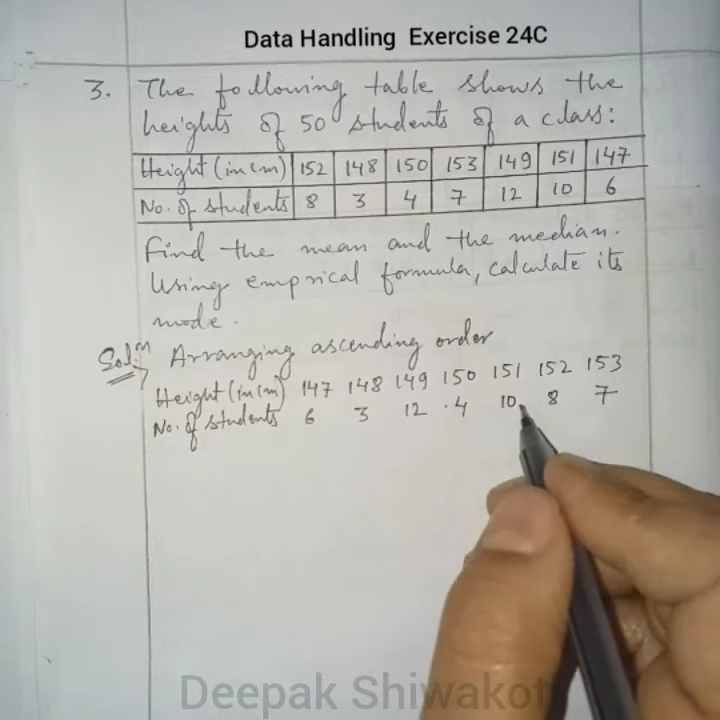 Data Handling Exercise 24C
3. The following table shows the
heights of 50 students of a class:
Height (in cm) 152 148 150 153 149 151 147
No. of students 8 3 4 7 12 10 6
Find the mean and the median.
Using emprical formula, calculate its
mode.
Sol:n Arranging ascending order
Height (in cm) 147 148 149 150 151 152 153
No. of students 6 3 12 4 10 8 7
Deepak Shiwakot